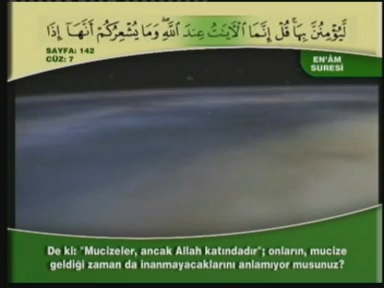 لَّيُؤْمِنُنَّ بِهَا ۚ قُلْ إِنَّمَا الْآيَاتُ عِندَ اللَّهِ ۖ وَمَا يُشْعِرُكُمْ أَنَّهَا إِذَا
SAYFA: 142
CÜZ: 7
EN'ÂM
SURESİ
De ki: "Mucizeler, ancak Allah katındadır"; onların, mucize
geldiği zaman da inanmayacaklarını anlamıyor musunuz?